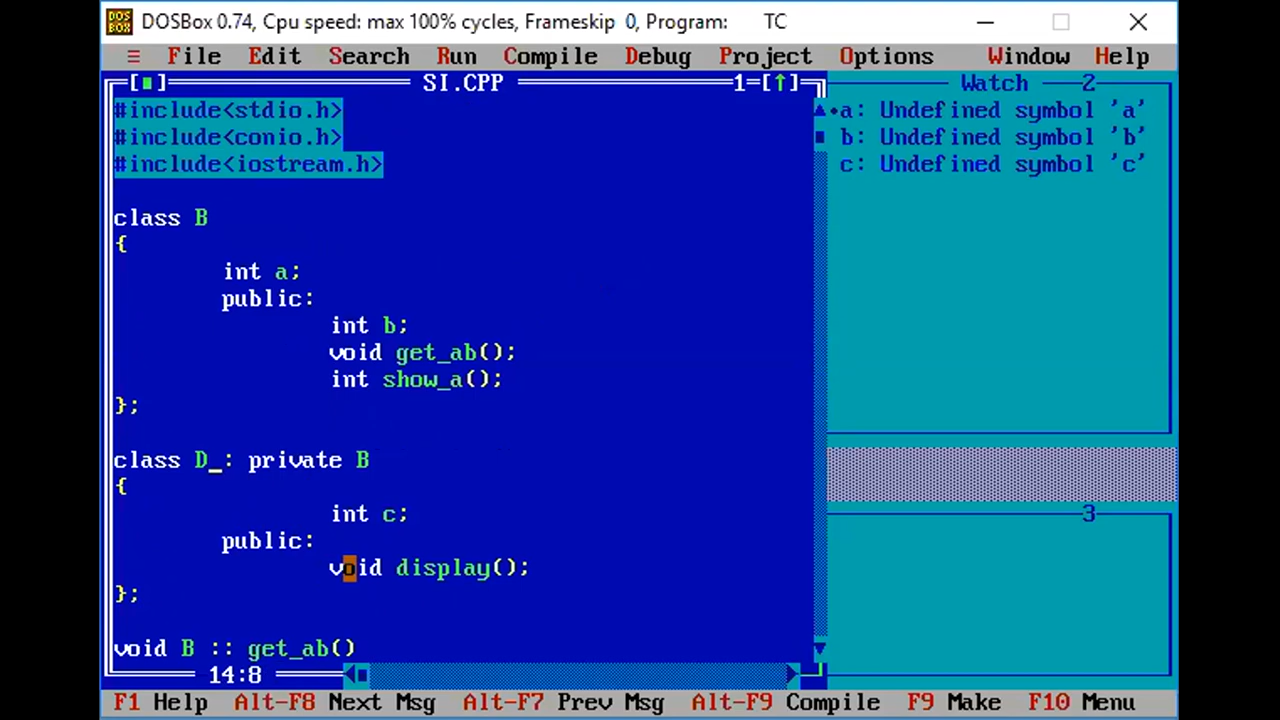 DOSBox 0.74, Cpu speed: max 100% cycles, Frameskip 0, Program: TC
≡ File Edit Search Run Compile Debug Project Options Window Help
SI.CPP 1=[↑]
#include<stdio.h>
#include<conio.h>
#include<iostream.h>
class B
{
int a;
public:
int b;
void get_ab();
int show_a();
};
class D_: private B
{
int c;
public:
void display();
};
void B :: get_ab()
14:8
Watch 2
•a: Undefined symbol 'a'
b: Undefined symbol 'b'
c: Undefined symbol 'c'
3
F1 Help Alt-F8 Next Msg Alt-F7 Prev Msg Alt-F9 Compile F9 Make F10 Menu